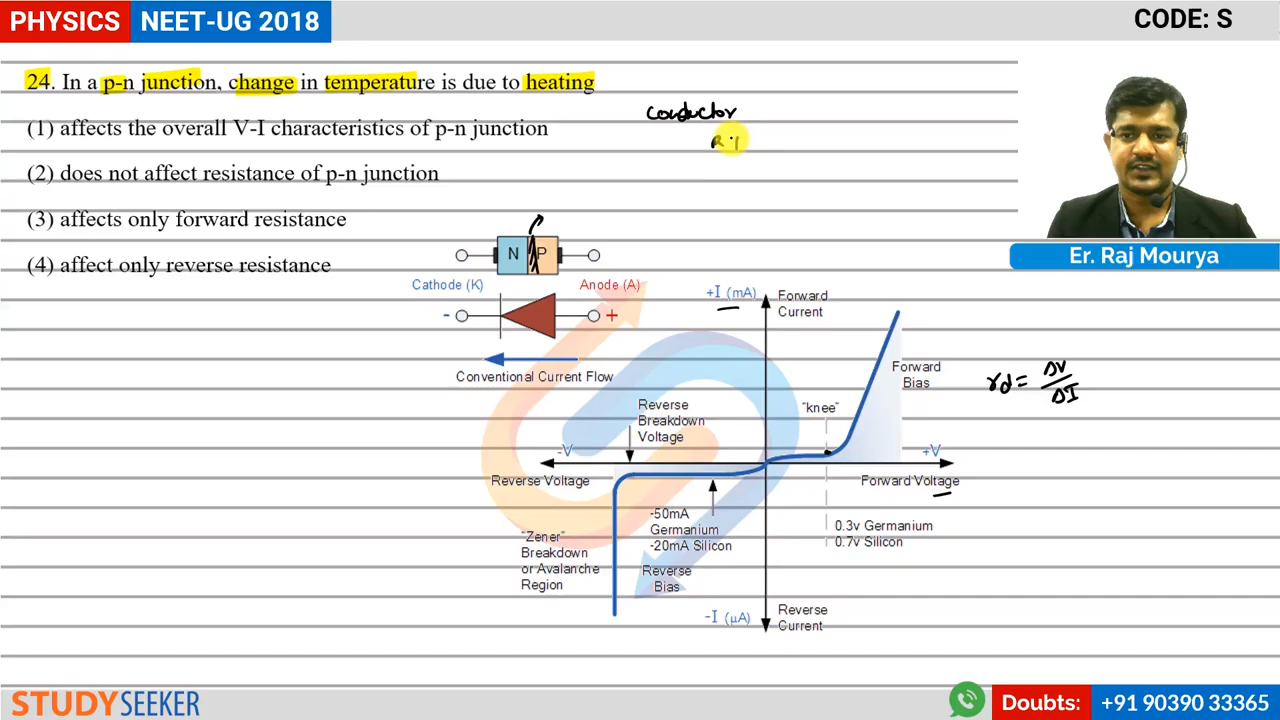 PHYSICS NEET-UG 2018
CODE: S
24. In a p-n junction, change in temperature is due to heating
(1) affects the overall V-I characteristics of p-n junction
(2) does not affect resistance of p-n junction
(3) affects only forward resistance
(4) affect only reverse resistance
conductor
Er. Raj Mourya
N P
Cathode (K) Anode (A)
- +
Conventional Current Flow
+I (mA)
Forward
Current
Forward
Bias
rd = ΔV/ΔI
"knee"
Reverse
Breakdown
Voltage
-V
+V
Reverse Voltage
Forward Voltage
-50mA
Germanium
-20mA Silicon
0.3v Germanium
0.7v Silicon
"Zener"
Breakdown
or Avalanche
Region
Reverse
Bias
-I (μA)
Reverse
Current
STUDY SEEKER
Doubts: +91 90390 33365